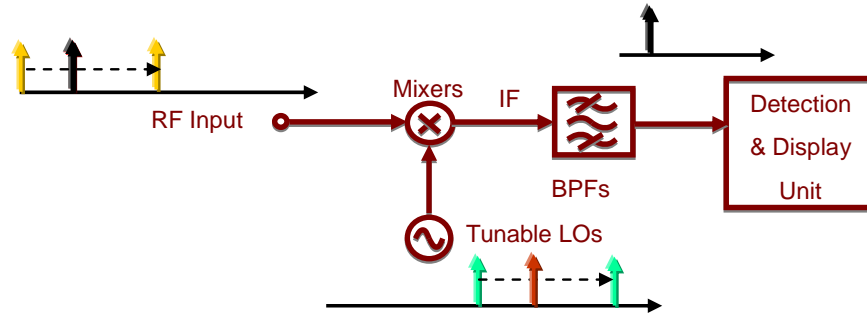 Mixers
IF
RF Input
Detection
& Display
Unit
BPFs
Tunable LOs